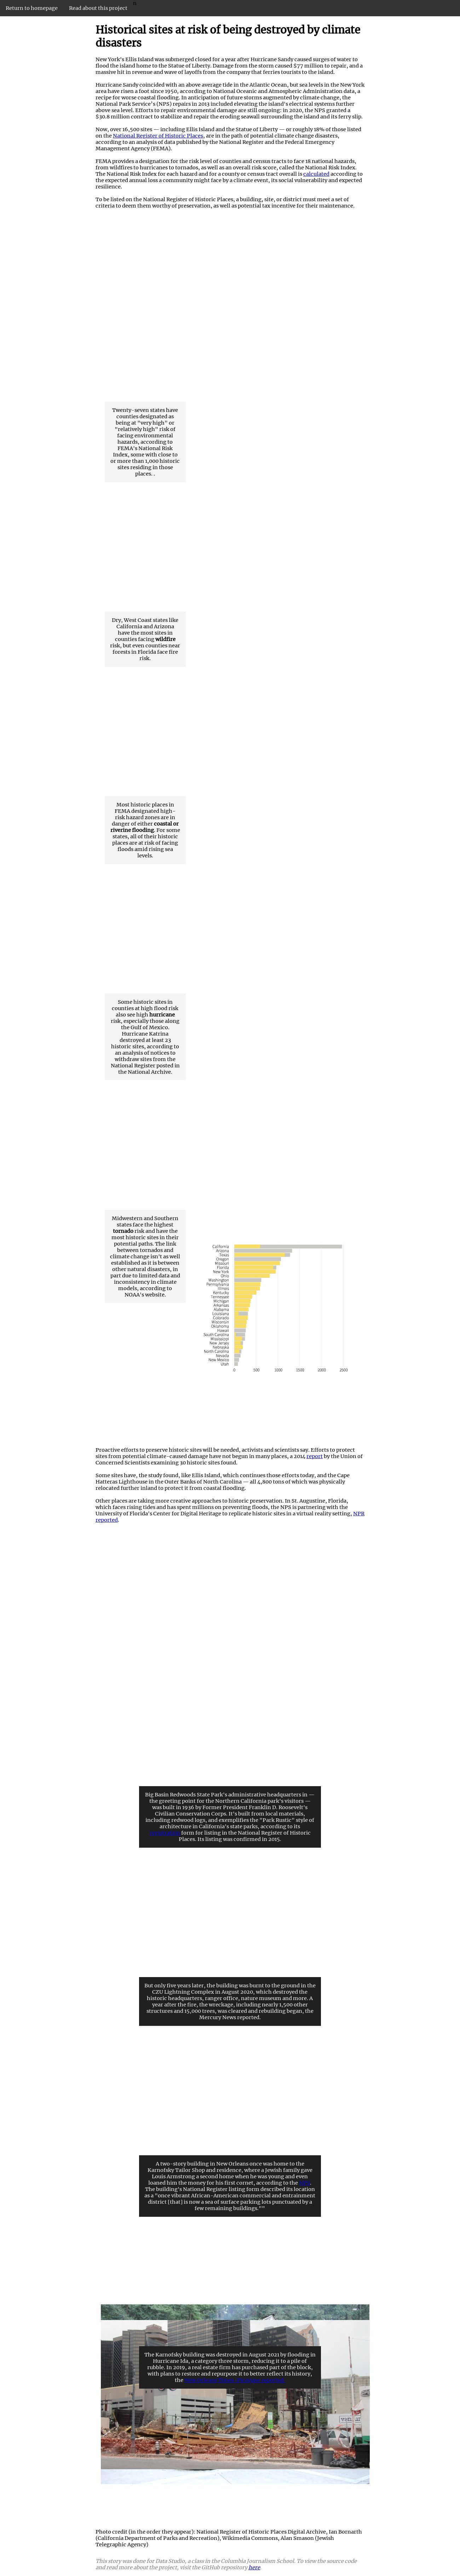 Return to homepage
Read about this project
Historical sites at risk of being destroyed by climate
disasters
New York's Ellis Island was submerged closed for a year after Hurricane Sandy caused surges of water to
flood the island home to the Statue of Liberty. Damage from the storm caused $77 million to repair, and a
massive hit in revenue and wave of layoffs from the company that ferries tourists to the island.
Hurricane Sandy coincided with an above average tide in the Atlantic Ocean, but sea levels in the New York
area have risen 4 inches since 1950, according to National Oceanic and Atmospheric Administration data, a
recipe for worse coastal flooding. In anticipation of future storms augmented by climate change, the
National Park Service's (NPS) repairs in 2013 included elevating the island's electrical systems further
above sea level. Efforts to repair environmental damage are still ongoing: in 2020, the NPS granted a
$30.8 million contract to stabilize and repair the eroding seawall surrounding the island and its ferry slip.
Now, over 16,500 sites — including Ellis Island and the Statue of Liberty — or roughly 18% of those listed
on the National Register of Historic Places, are in the path of potential climate change disasters,
according to an analysis of data published by the National Register and the Federal Emergency
Management Agency (FEMA).
FEMA provides a designation for the risk level of counties and census tracts to face 18 natural hazards,
from wildfires to hurricanes to tornados, as well as an overall risk score, called the National Risk Index.
The National Risk Index for each hazard and for a county or census tract overall is calculated according to
the expected annual loss a community might face by a climate event, its social vulnerability and expected
resilience.
To be listed on the National Register of Historic Places, a building, site, or district must meet a set of
criteria to deem them worthy of preservation, as well as potential tax incentive for their maintenance.
Twenty-seven states have
counties designated as
being at "very high" or
"relatively high" risk of
facing environmental
hazards, according to
FEMA's National Risk
Index, some with close to
or more than 1,000 historic
sites residing in those
places. .
Dry, West Coast states like
California and Arizona
have the most sites in
counties facing wildfire
risk, but even counties near
forests in Florida face fire
risk.
Most historic places in
FEMA designated high-
risk hazard zones are in
danger of either coastal or
riverine flooding. For some
states, all of their historic
places are at risk of facing
floods amid rising sea
levels.
Some historic sites in
counties at high flood risk
also see high hurricane
risk, especially those along
the Gulf of Mexico.
Hurricane Katrina
destroyed at least 23
historic sites, according to
an analysis of notices to
withdraw sites from the
National Register posted in
the National Archive.
Midwestern and Southern
states face the highest
tornado risk and have the
most historic sites in their
potential paths. The link
between tornados and
climate change isn't as well
established as it is between
other natural disasters, in
part due to limited data and
inconsistency in climate
models, according to
NOAA's website.
California
Arizona
Texas
Oregon
Missouri
Florida
New York
Ohio
Washington
Pennsylvania
Illinois
Kentucky
Tennessee
Michigan
Arkansas
Alabama
Louisiana
Colorado
Wisconsin
Oklahoma
Hawaii
South Carolina
Mississippi
New Jersey
Nebraska
North Carolina
Nevada
New Mexico
Utah
0 500 1000 1500 2000 2500
Proactive efforts to preserve historic sites will be needed, activists and scientists say. Efforts to protect
sites from potential climate-caused damage have not begun in many places, a 2014 report by the Union of
Concerned Scientists examining 30 historic sites found.
Some sites have, the study found, like Ellis Island, which continues those efforts today, and the Cape
Hatteras Lighthouse in the Outer Banks of North Carolina — all 4,800 tons of which was physically
relocated further inland to protect it from coastal flooding.
Other places are taking more creative approaches to historic preservation. In St. Augustine, Florida,
which faces rising tides and has spent millions on preventing floods, the NPS is partnering with the
University of Florida's Center for Digital Heritage to replicate historic sites in a virtual reality setting, NPR
reported.
Big Basin Redwoods State Park's administrative headquarters in —
the greeting point for the Northern California park's visitors —
was built in 1936 by Former President Franklin D. Roosevelt's
Civilian Conservation Corps. It's built from local materials,
including redwood logs, and exemplifies the "Park Rustic" style of
architecture in California's state parks, according to its
form for listing in the National Register of Historic
Places. Its listing was confirmed in 2015.
But only five years later, the building was burnt to the ground in the
CZU Lightning Complex in August 2020, which destroyed the
historic headquarters, ranger office, nature museum and more. A
year after the fire, the wreckage, including nearly 1,500 other
structures and 15,000 trees, was cleared and rebuilding began, the
Mercury News reported.
A two-story building in New Orleans once was home to the
Karnofsky Tailor Shop and residence, where a Jewish family gave
Louis Armstrong a second home when he was young and even
loaned him the money for his first cornet, according to the
The building's National Register listing form described its location
as a "once vibrant African-American commercial and entrainment
district [that] is now a sea of surface parking lots punctuated by a
few remaining buildings.""
The Karnofsky building was destroyed in August 2021 by flooding in
Hurricane Ida, a category three storm, reducing it to a pile of
rubble. In 2019, a real estate firm has purchased part of the block,
with plans to restore and repurpose it to better reflect its history,
the
Photo credit (in the order they appear): National Register of Historic Places Digital Archive, Ian Bornarth
(California Department of Parks and Recreation), Wikimedia Commons, Alan Smason (Jewish
Telegraphic Agency)
This story was done for Data Studio, a class in the Columbia Journalism School. To view the source code
and read more about the project, visit the GitHub repository here.